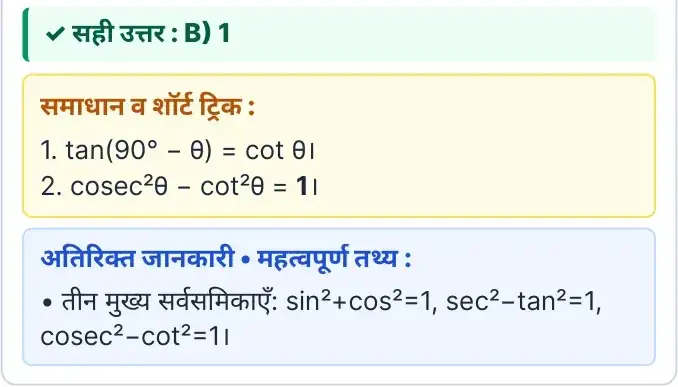 ✓ सही उत्तर : B) 1
समाधान व शॉर्ट ट्रिक :
1. tan(90° − θ) = cot θ।
2. cosec²θ − cot²θ = 1।
अतिरिक्त जानकारी • महत्वपूर्ण तथ्य :
• तीन मुख्य सर्वसमिकाएँ: sin²+cos²=1, sec²−tan²=1,
cosec²−cot²=1।